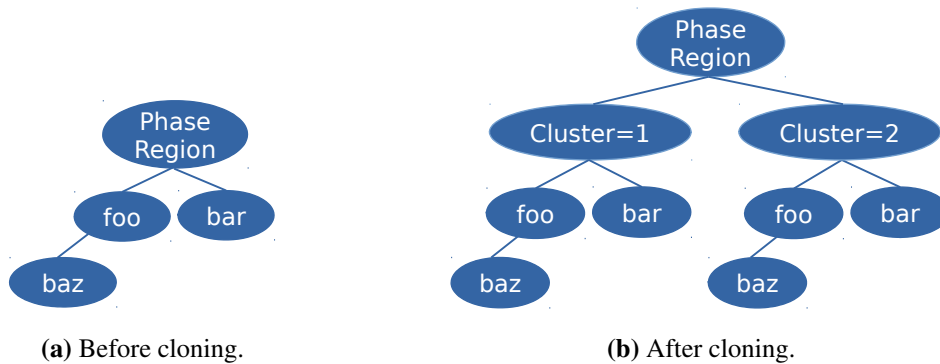 Phase
Region
foo
bar
baz
(a) Before cloning.
Phase
Region
Cluster=1
Cluster=2
foo
bar
foo
bar
baz
baz
(b) After cloning.